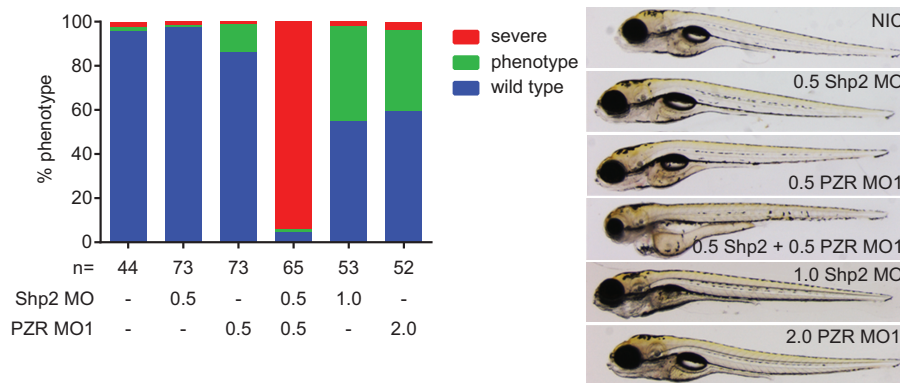 % phenotype
100
80
60
40
20
0
severe
phenotype
wild type
n= 44 73 73 65 53 52
Shp2 MO - 0.5 - 0.5 1.0 -
PZR MO1 - - 0.5 0.5 - 2.0
NIC
0.5 Shp2 MO
0.5 PZR MO1
0.5 Shp2 + 0.5 PZR MO1
1.0 Shp2 MO
2.0 PZR MO1